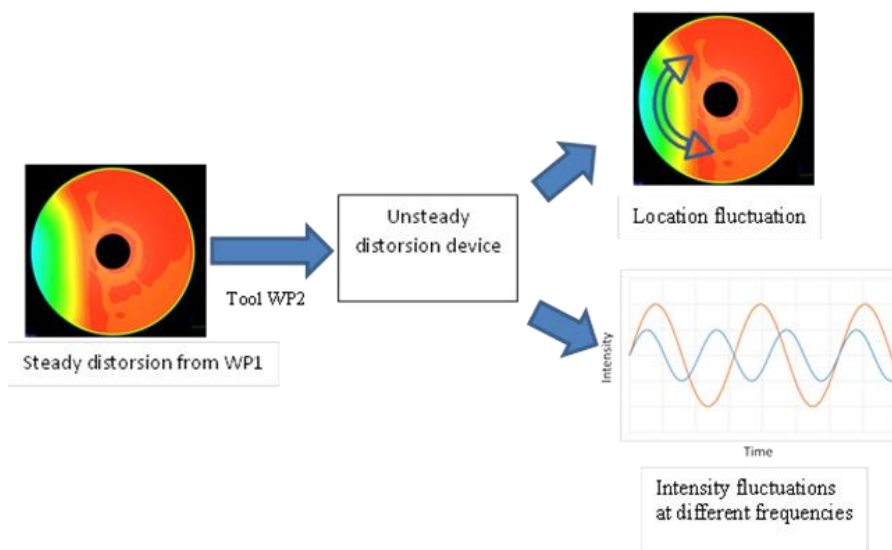 Steady distorsion from WP1
Tool WP2
Unsteady
distorsion device
Location fluctuation
Intensity
Time
Intensity fluctuations
at different frequencies